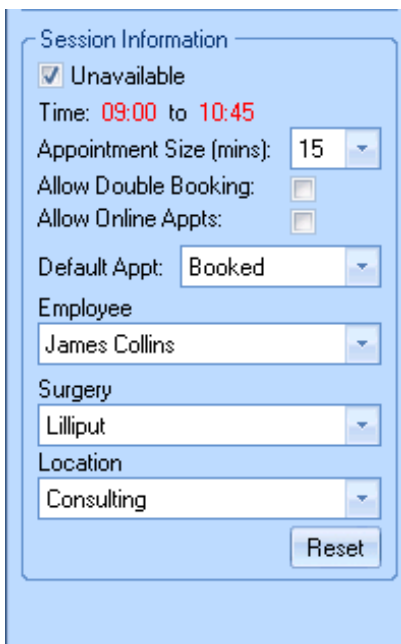 Session Information
Unavailable
Time: 09:00 to 10:45
Appointment Size (mins): 15
Allow Double Booking:
Allow Online Appts:
Default Appt: Booked
Employee
James Collins
Surgery
Lilliput
Location
Consulting
Reset